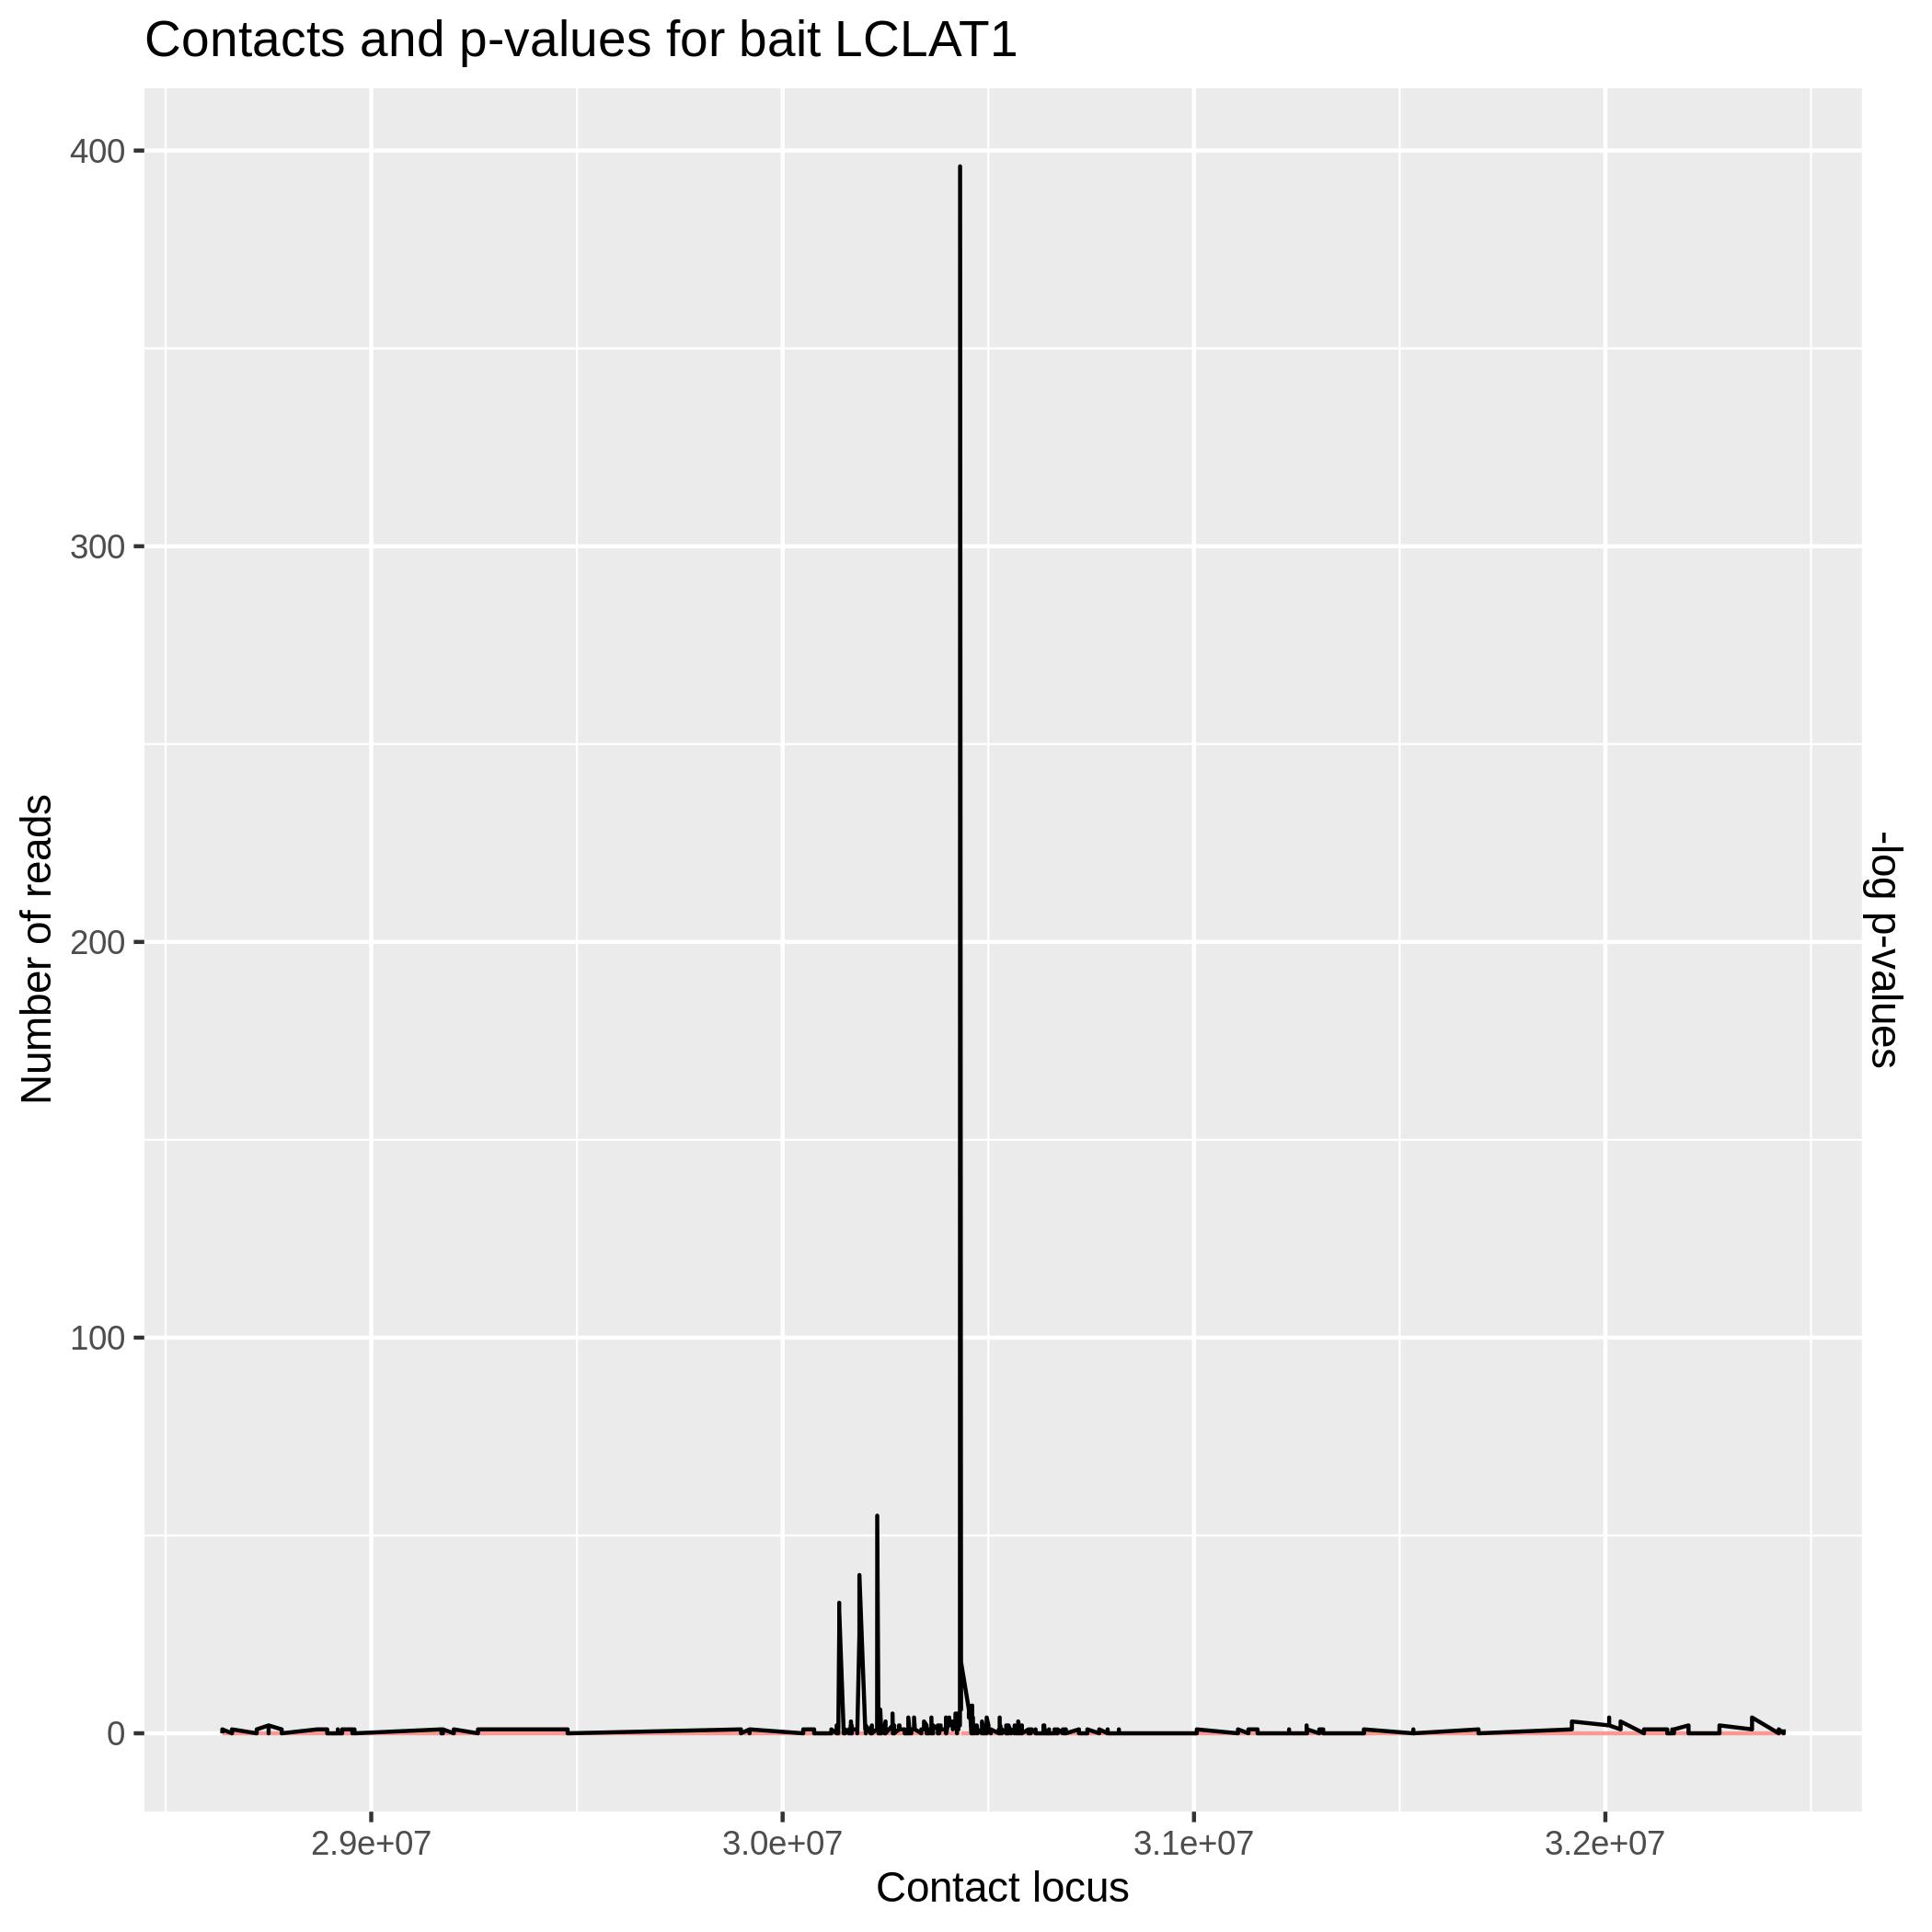 Contacts and p-values for bait LCLAT1
400
300
200
100
0
Number of reads
-log p-values
2.9e+07
3.0e+07
3.1e+07
3.2e+07
Contact locus